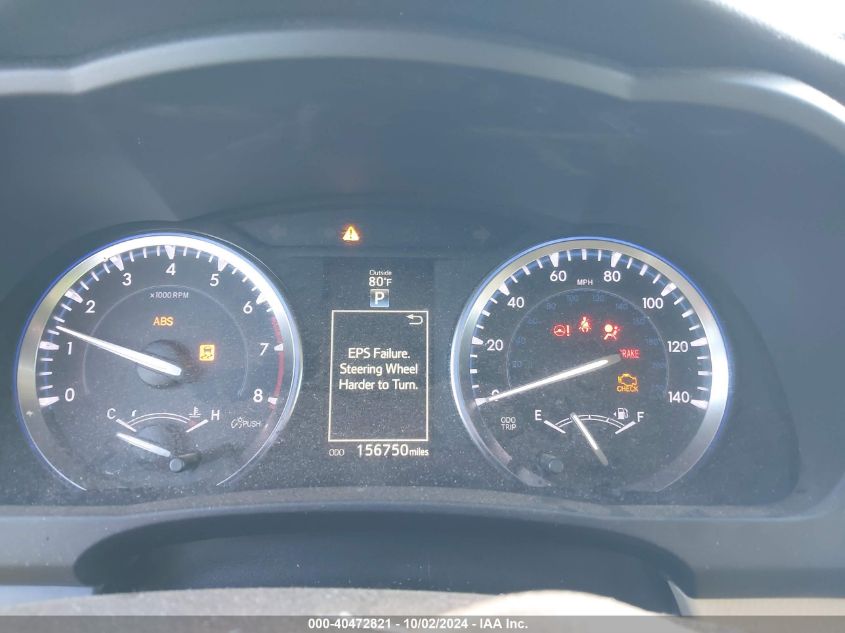 Outside
80°F
P
EPS Failure.
Steering Wheel
Harder to Turn.
ODO 156750 miles
0 1 2 3 4 5 6 7 8
x1000 RPM
ABS
C H
PUSH
0 20 40 60 80 100 120 140
MPH
BRAKE
CHECK
ODO
TRIP
E F
000-40472821 - 10/02/2024 - IAA Inc.